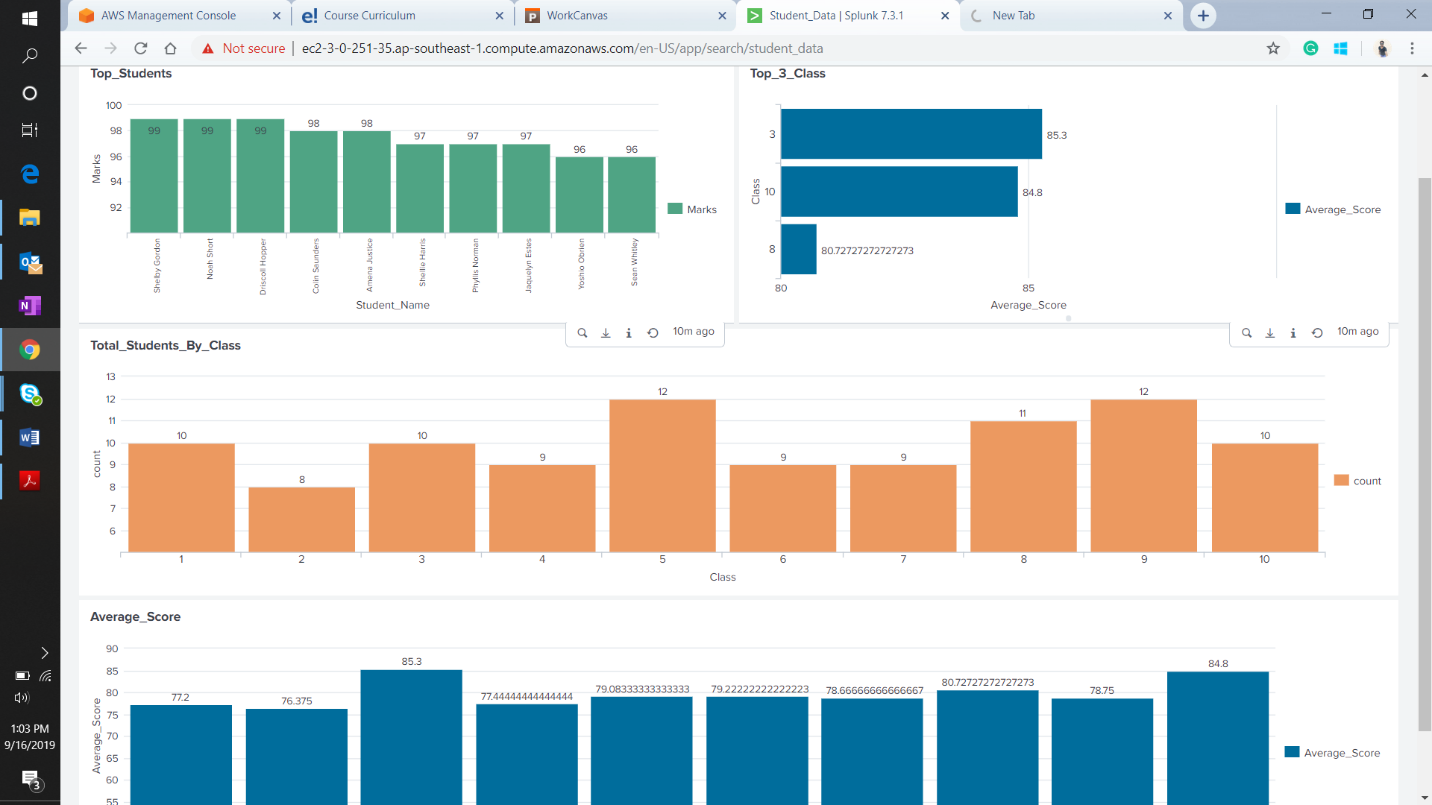 AWS Management Console
Course Curriculum
WorkCanvas
Student_Data | Splunk 7.3.1
New Tab
Not secure | ec2-3-0-251-35.ap-southeast-1.compute.amazonaws.com/en-US/app/search/student_data
Top_Students
100
98
96
94
92
Marks
99
99
99
98
98
97
97
97
96
96
Shelby Gordon
Noah Short
Driscoll Hopper
Colin Saunders
Amena Justice
Shellie Harris
Phyllis Norman
Jaquelyn Estes
Yoshio Obrien
Sean Whitley
Student_Name
Marks
Top_3_Class
Class
3
10
8
85.3
84.8
80.72727272727273
80
85
Average_Score
Average_Score
10m ago
10m ago
Total_Students_By_Class
13
12
11
10
9
8
7
6
count
10
8
10
9
12
9
9
11
12
10
1
2
3
4
5
6
7
8
9
10
Class
count
Average_Score
90
85
80
75
70
65
60
55
Average_Score
77.2
76.375
85.3
77.44444444444444
79.08333333333333
79.22222222222223
78.66666666666667
80.72727272727273
78.75
84.8
Average_Score
1:03 PM
9/16/2019
3